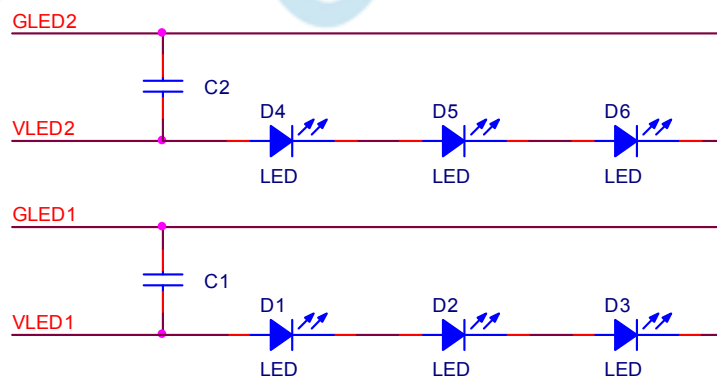 GLED2
C2
D4 D5 D6
VLED2
LED LED LED
GLED1
C1
D1 D2 D3
VLED1
LED LED LED